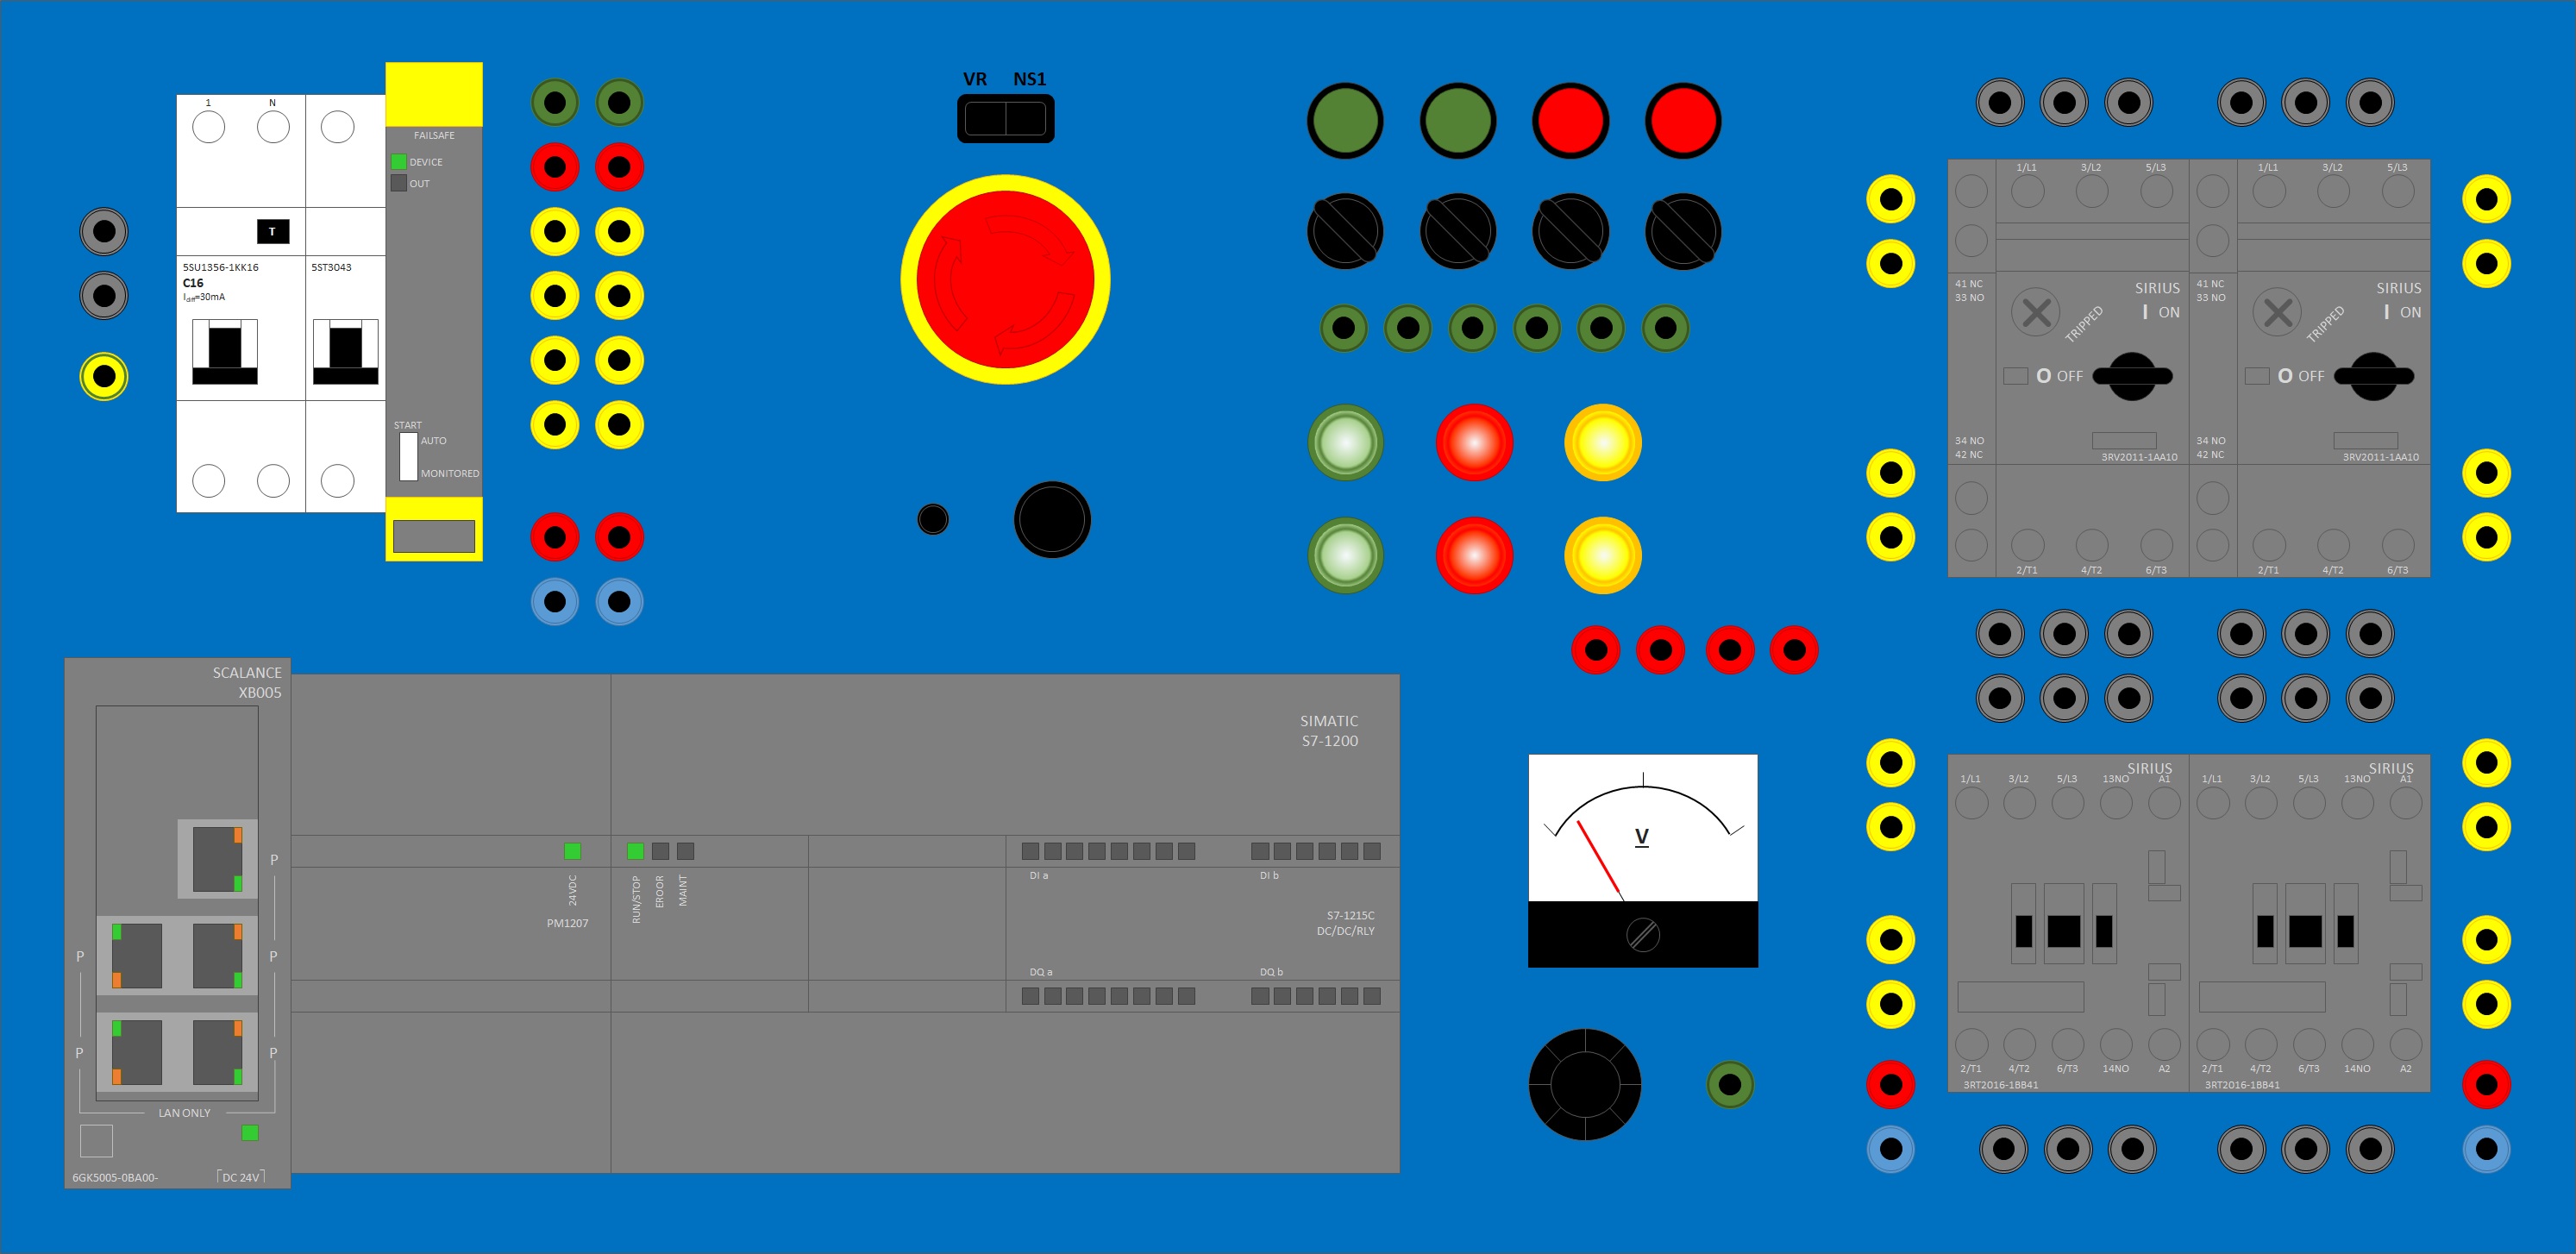 VR NS1
1 N
T
5SU1356-1KK16
C16
Idiff=30mA
5ST3043
FAILSAFE
DEVICE
OUT
START
AUTO
MONITORED
1/L1 3/L2 5/L3
41 NC
33 NO
SIRIUS
I ON
TRIPPED
O OFF
34 NO
42 NC
3RV2011-1AA10
2/T1 4/T2 6/T3
1/L1 3/L2 5/L3
41 NC
33 NO
SIRIUS
I ON
TRIPPED
O OFF
34 NO
42 NC
3RV2011-1AA10
2/T1 4/T2 6/T3
SCALANCE
XB005
P
P P
P P
LAN ONLY
6GK5005-0BA00-
DC 24V
24VDC
PM1207
RUN/STOP
EROOR
MAINT
SIMATIC
S7-1200
DI a DI b
S7-1215C
DC/DC/RLY
DQ a DQ b
V
SIRIUS
1/L1 3/L2 5/L3 13NO A1
2/T1 4/T2 6/T3 14NO A2
3RT2016-1BB41
SIRIUS
1/L1 3/L2 5/L3 13NO A1
2/T1 4/T2 6/T3 14NO A2
3RT2016-1BB41